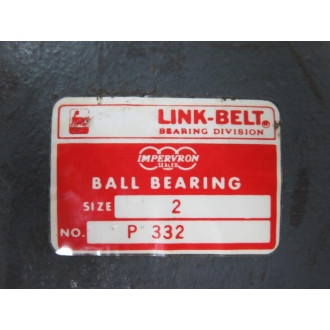 LINK-BELT®
BEARING DIVISION
IMPERVRON
SEALED
BALL BEARING
SIZE 2
NO. P 332